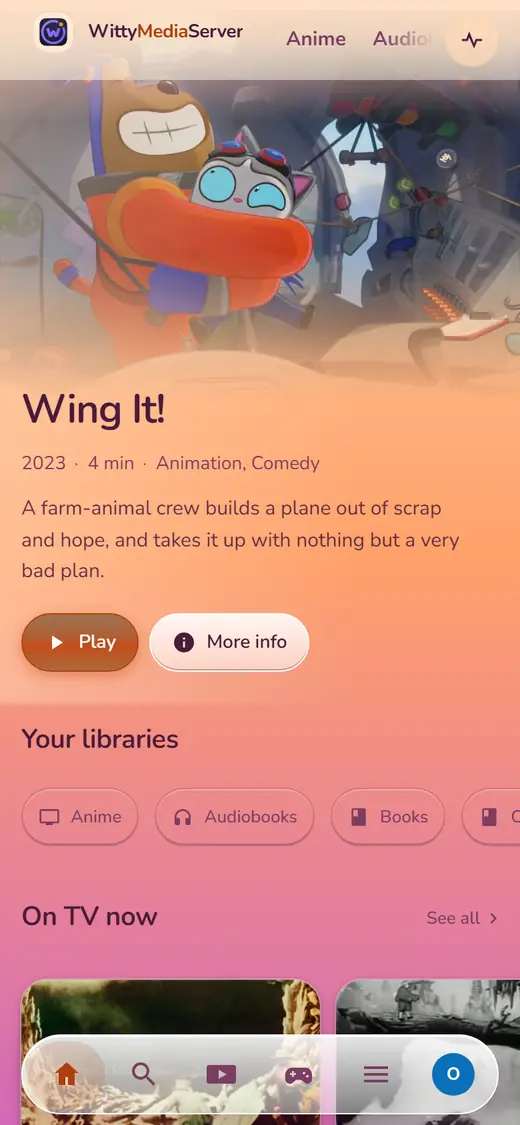 WittyMediaServer
Anime
Wing It!
2023 · 4 min · Animation, Comedy
A farm-animal crew builds a plane out of scrap
and hope, and takes it up with nothing but a very
bad plan.
Play
More info
Your libraries
Anime
Audiobooks
Books
On TV now
See all
O